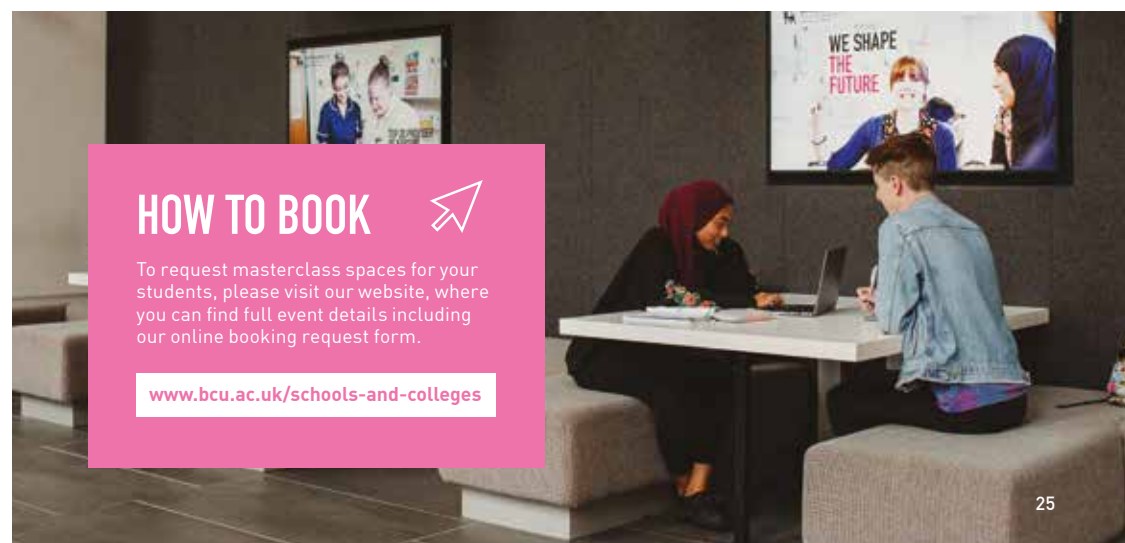 WE SHAPE
THE
FUTURE
HOW TO BOOK
To request masterclass spaces for your
students, please visit our website, where
you can find full event details including
our online booking request form.
www.bcu.ac.uk/schools-and-colleges
25